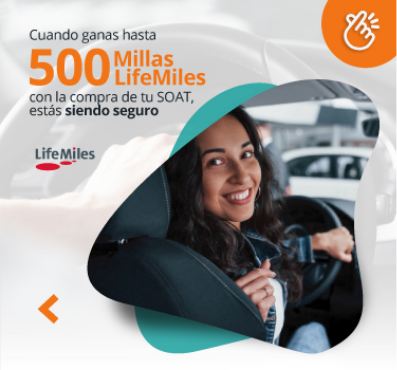 Cuando ganas hasta
500 Millas
LifeMiles
con la compra de tu SOAT,
estás siendo seguro
LifeMiles